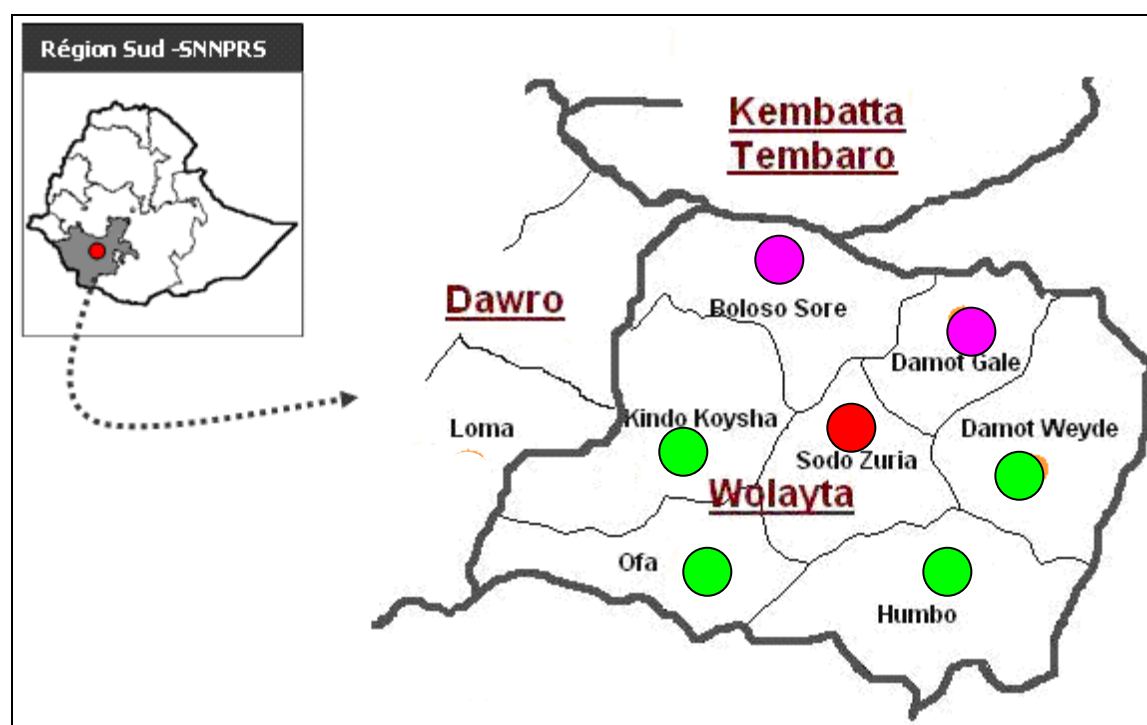 Région Sud -SNNPRS
Kembatta
Tembaro
Dawro
Boloso Sore
Damot Gale
Kindo Koysha
Loma
Sodo Zuria
Damot Weyde
Wolayta
Ofa
Humbo